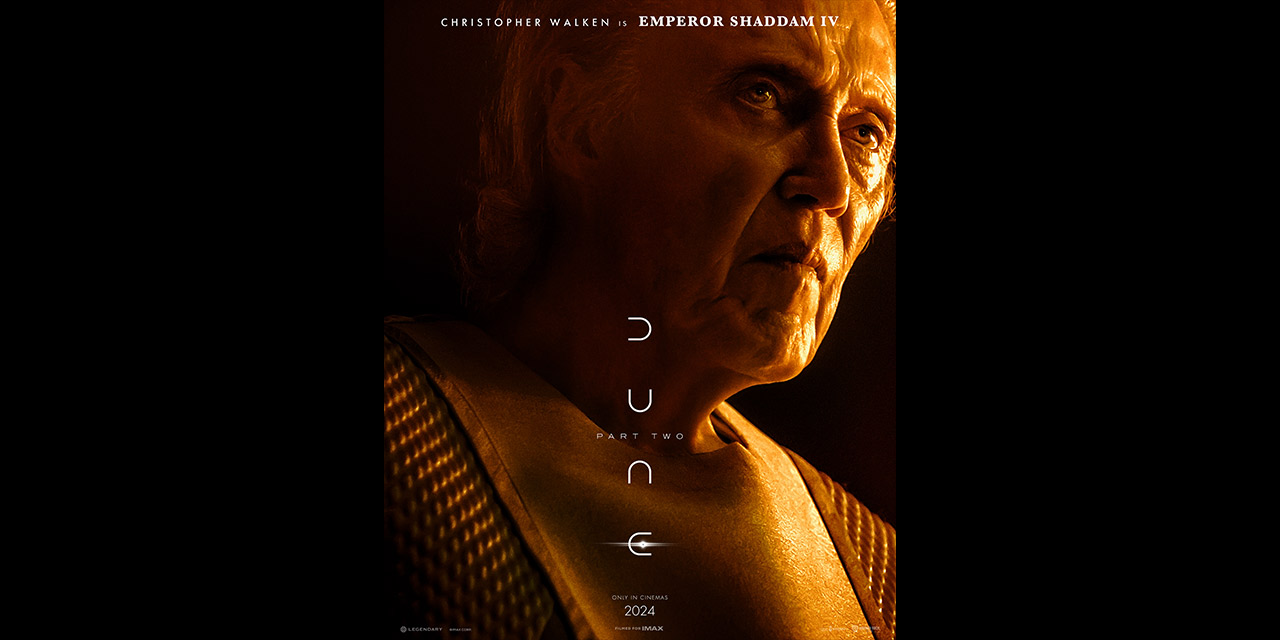 CHRISTOPHER WALKEN IS EMPEROR SHADDAM IV
D
U
PART TWO
N
E
ONLY IN CINEMAS
2024
FILMED FOR IMAX
LEGENDARY